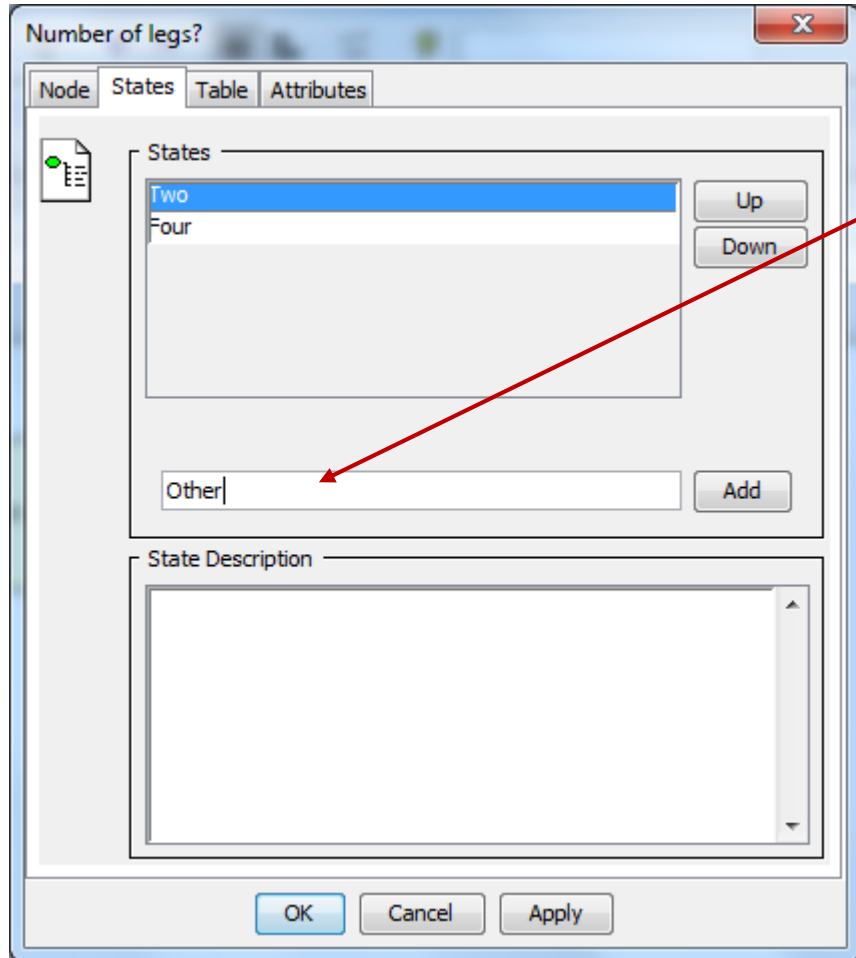 Number of legs?
Node States Table Attributes
States
Two
Four
Up
Down
Other
Add
State Description
OK Cancel Apply